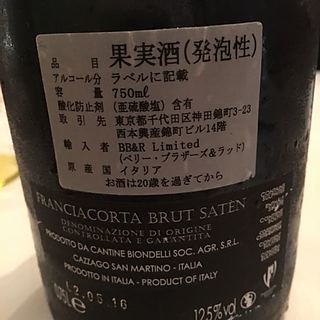 品 目 果実酒(発泡性)
アルコール分 ラベルに記載
容 量 750㎖
酸化防止剤 (亜硫酸塩) 含有
取 引 先 東京都千代田区神田錦町3-23
西本興産錦町ビル14階
輸 入 者 BB&R Limited
(ベリー・ブラザーズ&ラッド)
原 産 国 イタリア
お酒は20歳を過ぎてから
FRANCIACORTA BRUT SATÈN
DENOMINAZIONE DI ORIGINE
CONTROLLATA E GARANTITA
PRODOTTO DA CANTINE BIONDELLI SOC. AGR. S.R.L.
CAZZAGO SAN MARTINO - ITALIA
PRODOTTO IN ITALIA - PRODUCT OF ITALY
12.5%vol